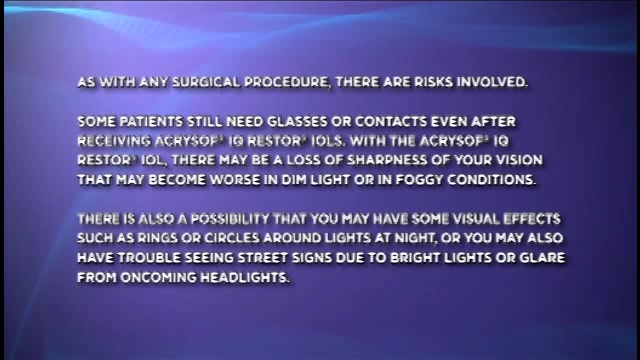 AS WITH ANY SURGICAL PROCEDURE, THERE ARE RISKS INVOLVED.
SOME PATIENTS STILL NEED GLASSES OR CONTACTS EVEN AFTER
RECEIVING ACRYSOF® IQ RESTOR® IOLS. WITH THE ACRYSOF® IQ
RESTOR® IOL, THERE MAY BE A LOSS OF SHARPNESS OF YOUR VISION
THAT MAY BECOME WORSE IN DIM LIGHT OR IN FOGGY CONDITIONS.
THERE IS ALSO A POSSIBILITY THAT YOU MAY HAVE SOME VISUAL EFFECTS
SUCH AS RINGS OR CIRCLES AROUND LIGHTS AT NIGHT, OR YOU MAY ALSO
HAVE TROUBLE SEEING STREET SIGNS DUE TO BRIGHT LIGHTS OR GLARE
FROM ONCOMING HEADLIGHTS.